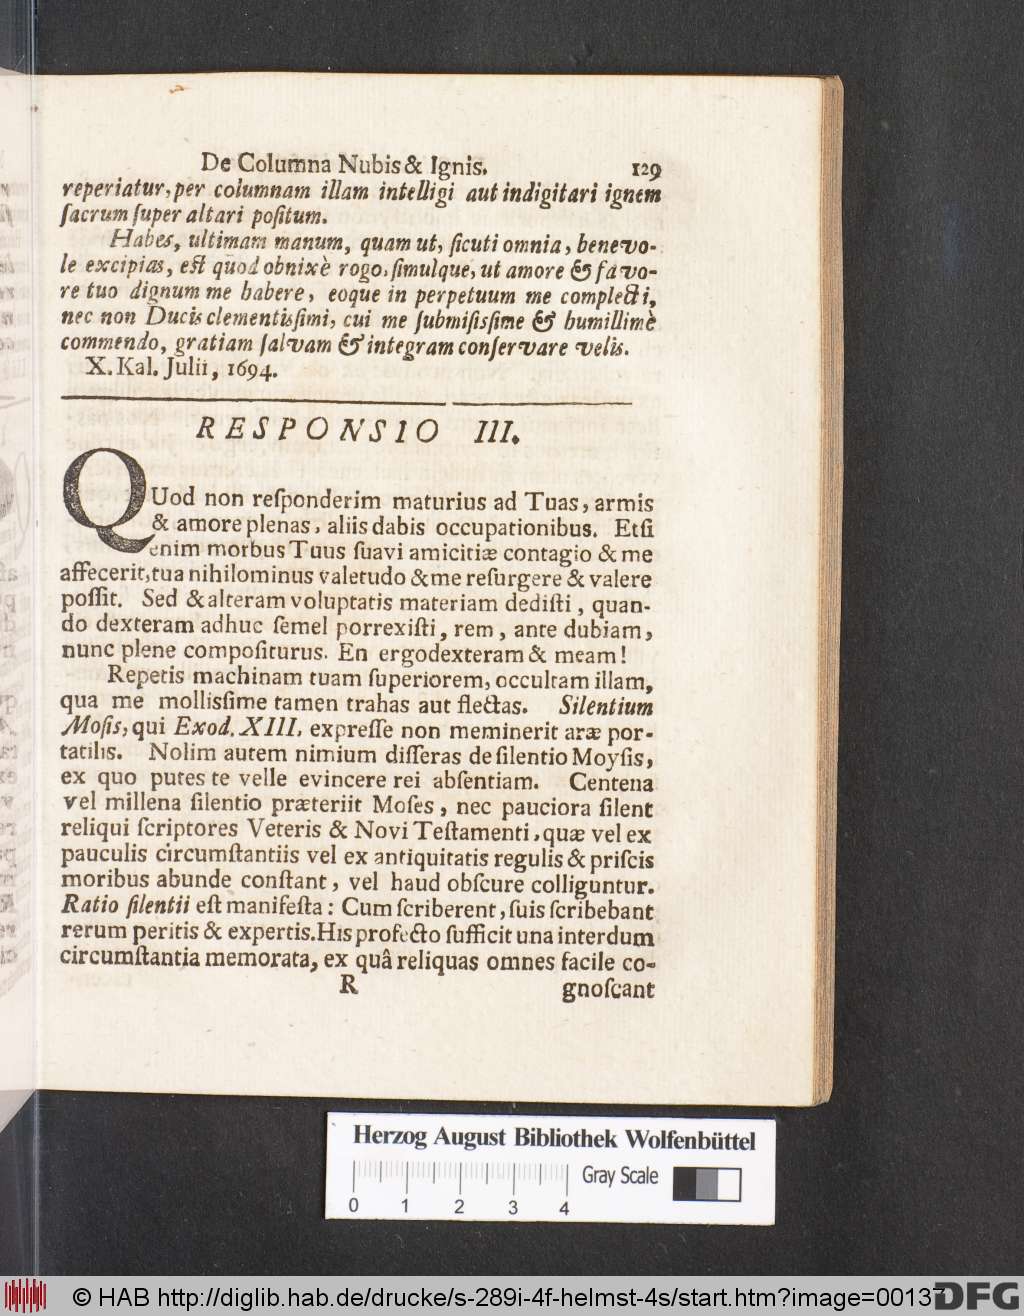 De Columna Nubis & Ignis. 129
reperiatur, per columnam illam intelligi aut indigitari ignem
ſacrum ſuper altari poſitum.
Habes, ultimam manum, quam ut, ſicuti omnia, benevo-
le excipias, eſt quod obnixè rogo, ſimulque, ut amore & favo-
re tuo dignum me habere, eoque in perpetuum me complecti,
nec non Ducis clementisſimi, cui me ſubmiſisſime & humillimè
commendo, gratiam ſalvam & integram conſervare velis.
X. Kal. Julii, 1694.
RESPONSIO III.
QUod non reſponderim maturius ad Tuas, armis
& amore plenas, aliis dabis occupationibus. Etſi
enim morbus Tuus ſuavi amicitiæ contagio & me
affecerit, tua nihilominus valetudo & me reſurgere & valere
poſſit. Sed & alteram voluptatis materiam dediſti, quan-
do dexteram adhuc ſemel porrexiſti, rem, ante dubiam,
nunc plene compoſiturus. En ergo dexteram & meam!
Repetis machinam tuam ſuperiorem, occultam illam,
qua me mollisſime tamen trahas aut flectas. Silentium
Moſis, qui Exod. XIII. expreſſe non meminerit aræ por-
tatilis. Nolim autem nimium differas de ſilentio Moyſis,
ex quo putes te velle evincere rei abſentiam. Centena
vel millena ſilentio præteriit Moſes, nec pauciora ſilent
reliqui ſcriptores Veteris & Novi Teſtamenti, quæ vel ex
pauculis circumſtantiis vel ex antiquitatis regulis & priſcis
moribus abunde conſtant, vel haud obſcure colliguntur.
Ratio ſilentii eſt manifeſta: Cum ſcriberent, ſuis ſcribebant
rerum peritis & expertis. His profecto ſufficit una interdum
circumſtantia memorata, ex quâ reliquas omnes facile co-
R gnoſcant
Herzog August Bibliothek Wolfenbüttel
Gray Scale
0 1 2 3 4
© HAB http://diglib.hab.de/drucke/s-289i-4f-helmst-4s/start.htm?image=00137
DFG